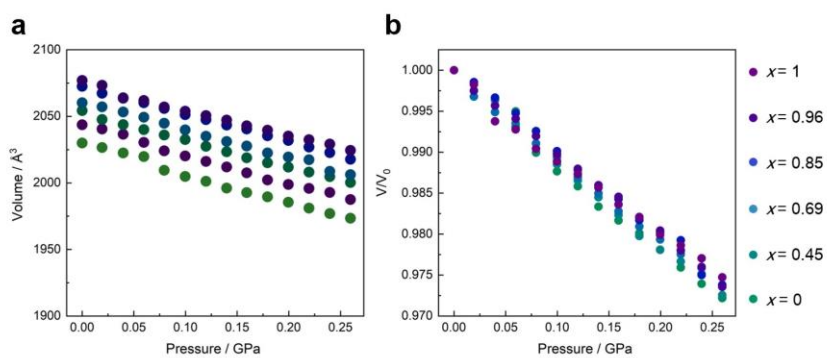 a
2100
2050
2000
1950
1900
Volume / Å³
0.00 0.05 0.10 0.15 0.20 0.25
Pressure / GPa
b
1.000
0.995
0.990
0.985
0.980
0.975
0.970
V/V₀
0.00 0.05 0.10 0.15 0.20 0.25
Pressure / GPa
x = 1
x = 0.96
x = 0.85
x = 0.69
x = 0.45
x = 0